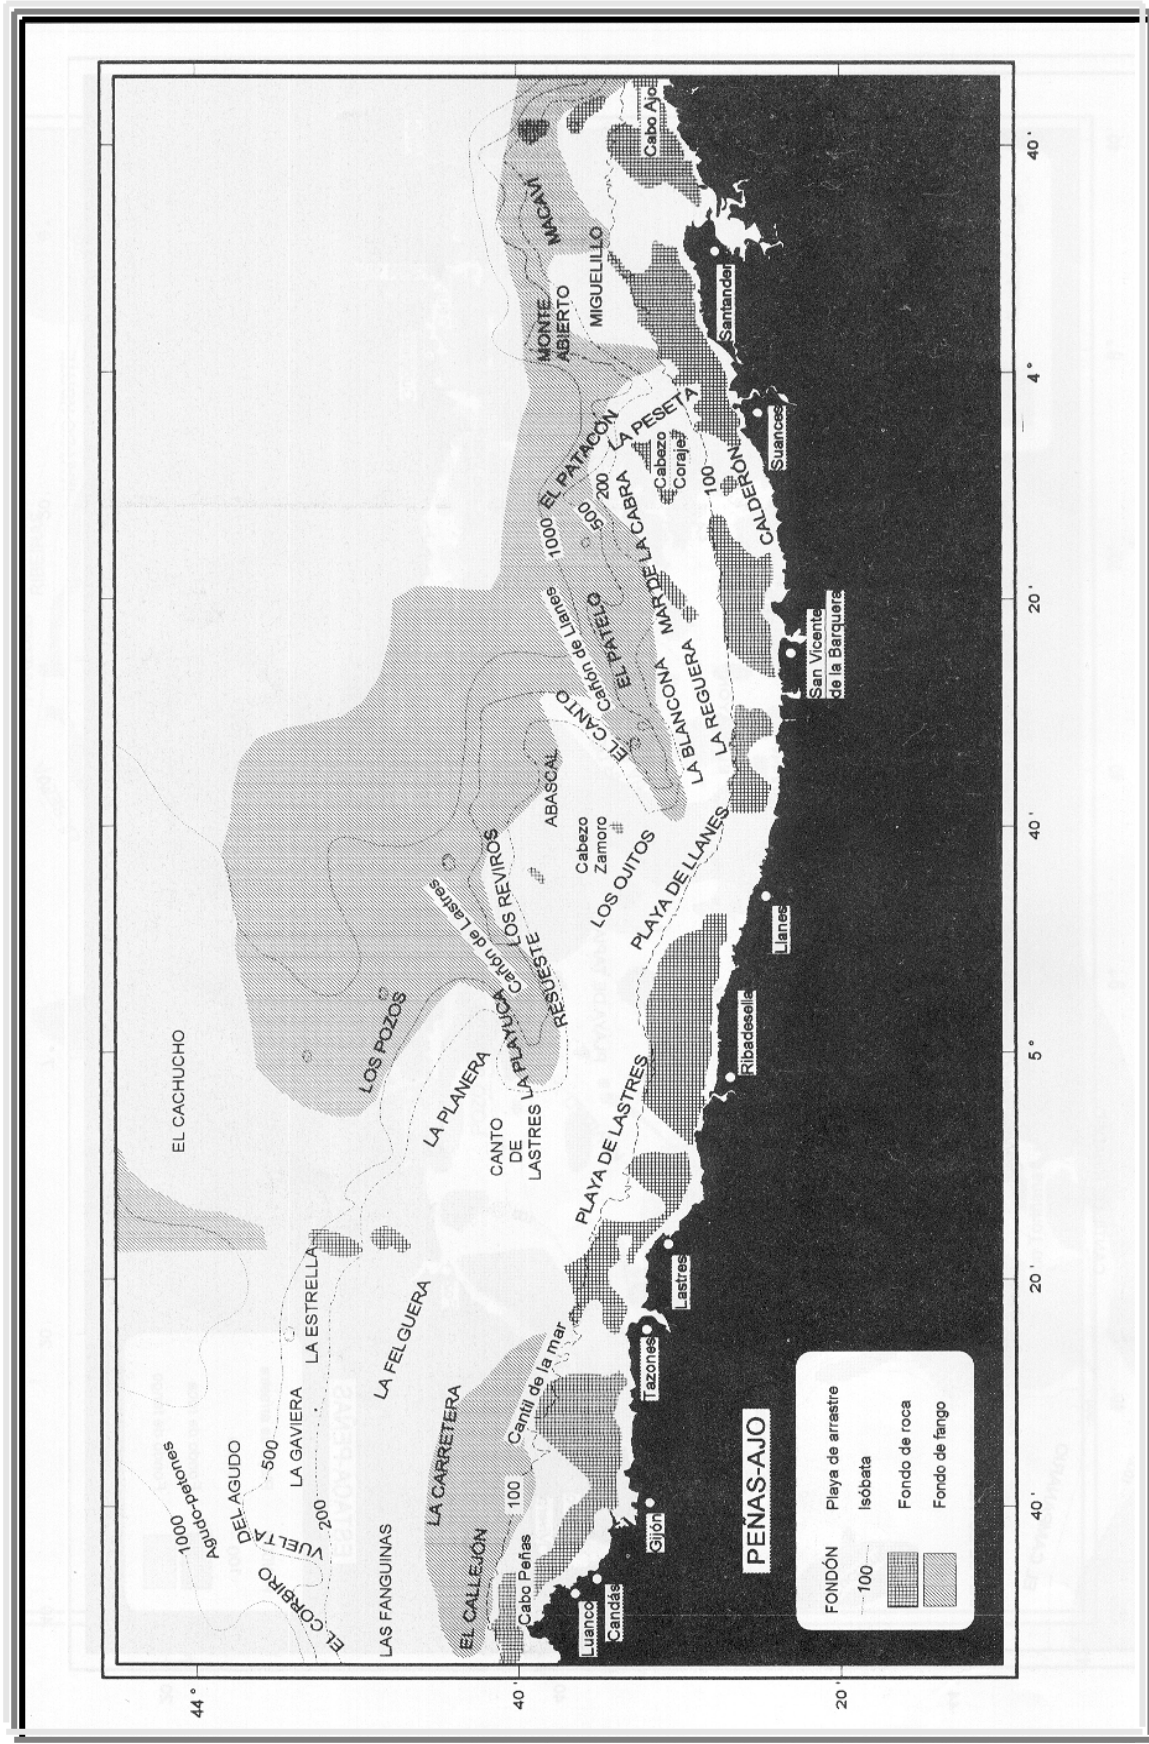 EL CACHUCHO
1000
Agudo-petones
VUELTA
DEL AGUDO
500
LA GAVIERA
200
LA ESTRELLA
EL CORBIRO
LAS FANGUINAS
LA FELGUERA
LA CARRETERA
EL CALLEJÓN
100
Cantil de la mar
Cabo Peñas
LOS POZOS
LA PLANERA
CANTO
DE
LASTRES
LA PLAYUCA
Cañón de Lastres
RESUESTE
LOS REVIROS
ABASCAL
Cabezo
Zamoro
LOS OJITOS
PLAYA DE LASTRES
PLAYA DE LLANES
EL CANTO
Cañón de Llanes
EL PATELO
LA BLANCONA
LA REGUERA
MAR DE LA CABRA
1000
500
200
100
EL PATACÓN
LA PESETA
Cabezo
Coraje
CALDERÓN
MONTE
ABIERTO
MIGUELILLO
MACAVI
Cabo Ajo
Luanco
Candás
Gijón
Tazones
Lastres
Ribadesella
Llanes
San Vicente
de la Barquera
Suances
Santander
PEÑAS-AJO
FONDÓN Playa de arrastre
100 Isóbata
Fondo de roca
Fondo de fango
44°
40'
20'
40'
20'
5°
40'
20'
4°
40'